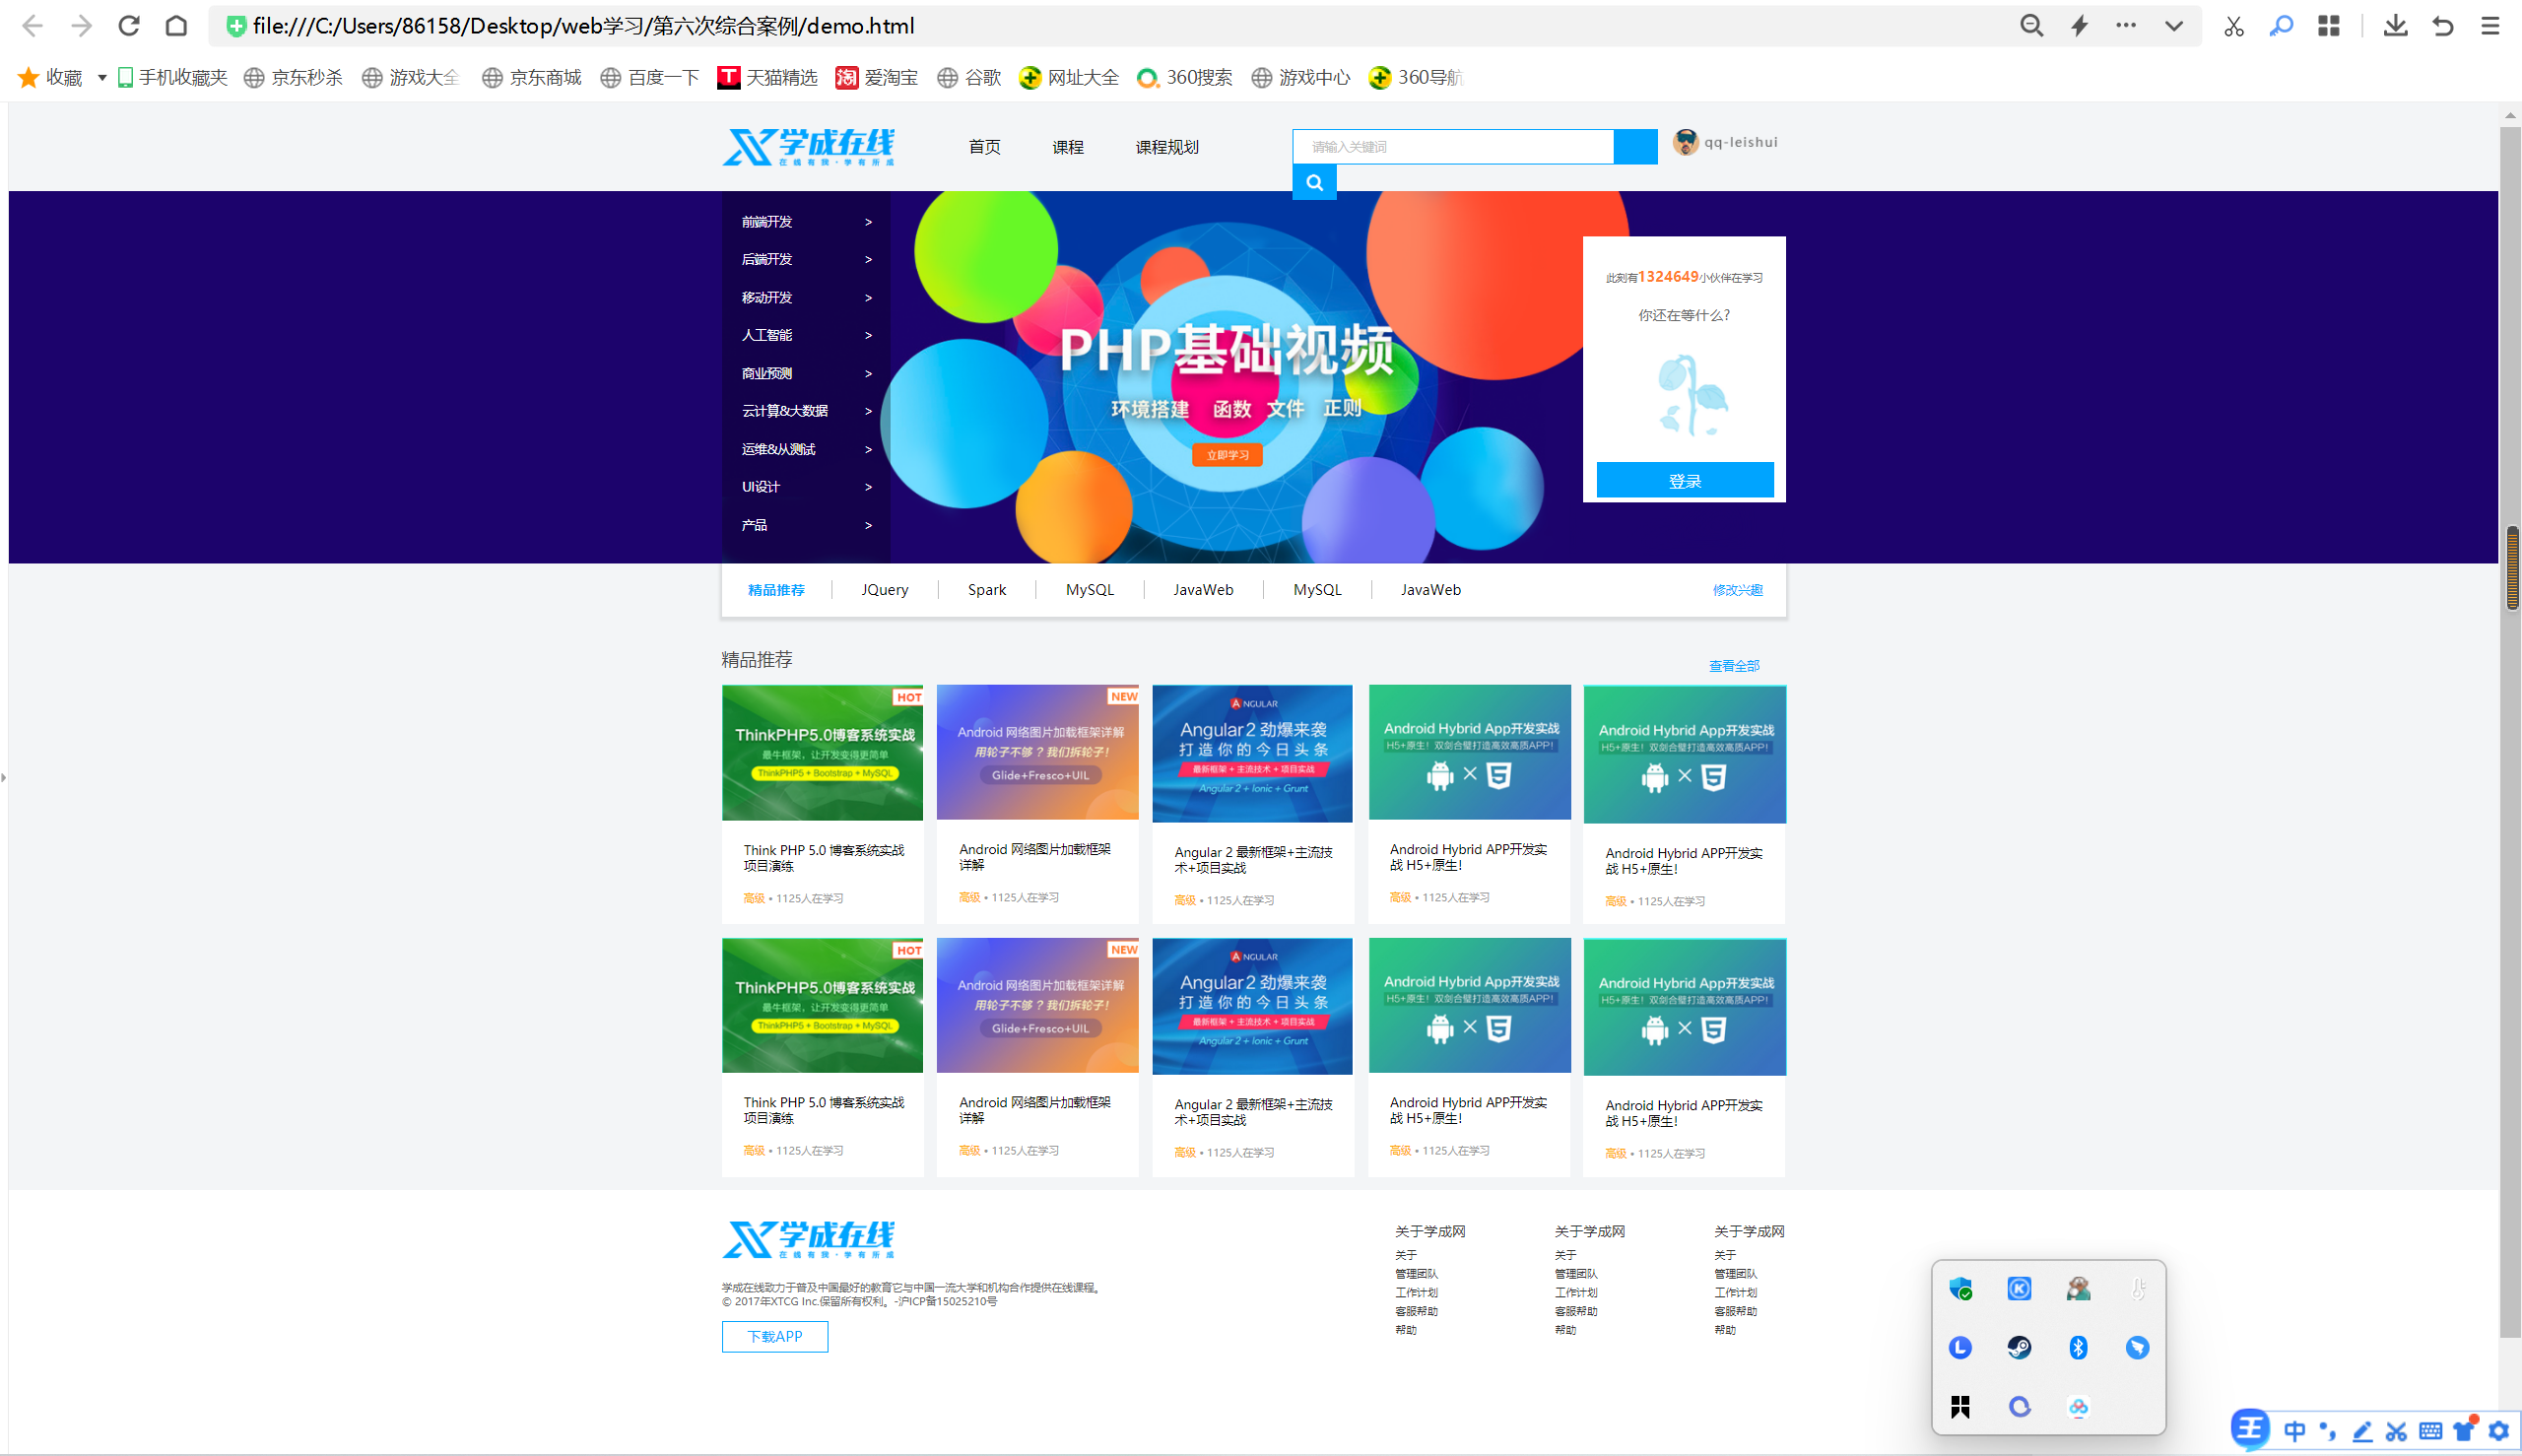 file:///C:/Users/86158/Desktop/web学习/第六次综合案例/demo.html
收藏 手机收藏夹 京东秒杀 游戏大全 京东商城 百度一下 天猫精选 爱淘宝 谷歌 网址大全 360搜索 游戏中心 360导航
学成在线
在线有我·学有所成
首页 课程 课程规划 请输入关键词 qq-leishui
前端开发 >
后端开发 >
移动开发 >
人工智能 >
商业预测 >
云计算&大数据 >
运维&从测试 >
UI设计 >
产品 >
PHP基础视频
环境搭建 函数 文件 正则
立即学习
此刻有1324649小伙伴在学习
你还在等什么?
登录
精品推荐 JQuery Spark MySQL JavaWeb MySQL JavaWeb 修改兴趣
精品推荐 查看全部
HOT
ThinkPHP5.0博客系统实战
最牛框架，让开发变得更简单
ThinkPHP5 + Bootstrap + MySQL
Think PHP 5.0 博客系统实战
项目演练
高级 • 1125人在学习
NEW
Android 网络图片加载框架详解
用轮子不够？我们拆轮子！
Glide+Fresco+UIL
Android 网络图片加载框架
详解
高级 • 1125人在学习
ANGULAR
Angular2 劲爆来袭
打造你的今日头条
最新框架 + 主流技术 + 项目实战
Angular 2 + Ionic + Grunt
Angular 2 最新框架+主流技
术+项目实战
高级 • 1125人在学习
Android Hybrid App开发实战
H5+原生！双剑合璧打造高效高质APP！
Android Hybrid APP开发实
战 H5+原生!
高级 • 1125人在学习
Android Hybrid App开发实战
H5+原生！双剑合璧打造高效高质APP！
Android Hybrid APP开发实
战 H5+原生!
高级 • 1125人在学习
HOT
ThinkPHP5.0博客系统实战
最牛框架，让开发变得更简单
ThinkPHP5 + Bootstrap + MySQL
Think PHP 5.0 博客系统实战
项目演练
高级 • 1125人在学习
NEW
Android 网络图片加载框架详解
用轮子不够？我们拆轮子！
Glide+Fresco+UIL
Android 网络图片加载框架
详解
高级 • 1125人在学习
ANGULAR
Angular2 劲爆来袭
打造你的今日头条
最新框架 + 主流技术 + 项目实战
Angular 2 + Ionic + Grunt
Angular 2 最新框架+主流技
术+项目实战
高级 • 1125人在学习
Android Hybrid App开发实战
H5+原生！双剑合璧打造高效高质APP！
Android Hybrid APP开发实
战 H5+原生!
高级 • 1125人在学习
Android Hybrid App开发实战
H5+原生！双剑合璧打造高效高质APP！
Android Hybrid APP开发实
战 H5+原生!
高级 • 1125人在学习
学成在线
在线有我·学有所成
学成在线致力于普及中国最好的教育它与中国一流大学和机构合作提供在线课程。
© 2017年XTCG Inc.保留所有权利。-沪ICP备15025210号
下载APP
关于学成网
关于
管理团队
工作计划
客服帮助
帮助
关于学成网
关于
管理团队
工作计划
客服帮助
帮助
关于学成网
关于
管理团队
工作计划
客服帮助
帮助
王 中